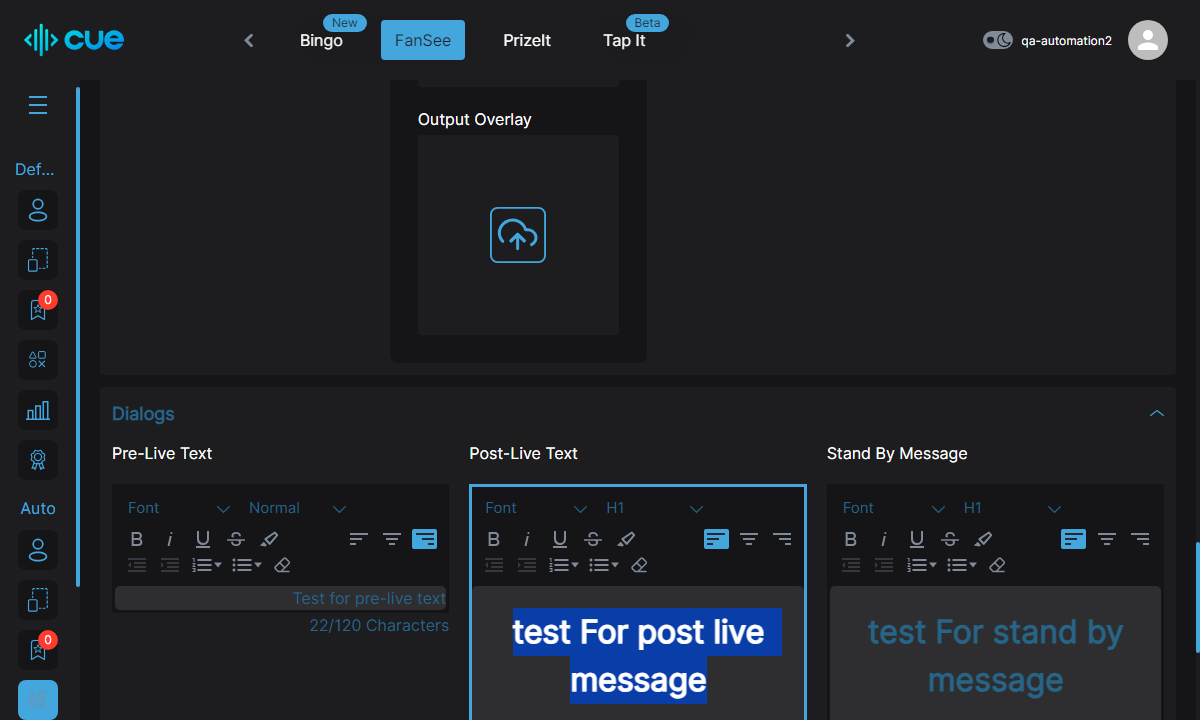 cue
Bingo
New
FanSee
PrizeIt
Tap It
Beta
qa-automation2
Def...
0
Auto
0
Output Overlay
Dialogs
Pre-Live Text
Font
Normal
B i U S
Test for pre-live text
22/120 Characters
Post-Live Text
Font
H1
B i U S
test For post live
message
Stand By Message
Font
H1
B i U S
test For stand by
message